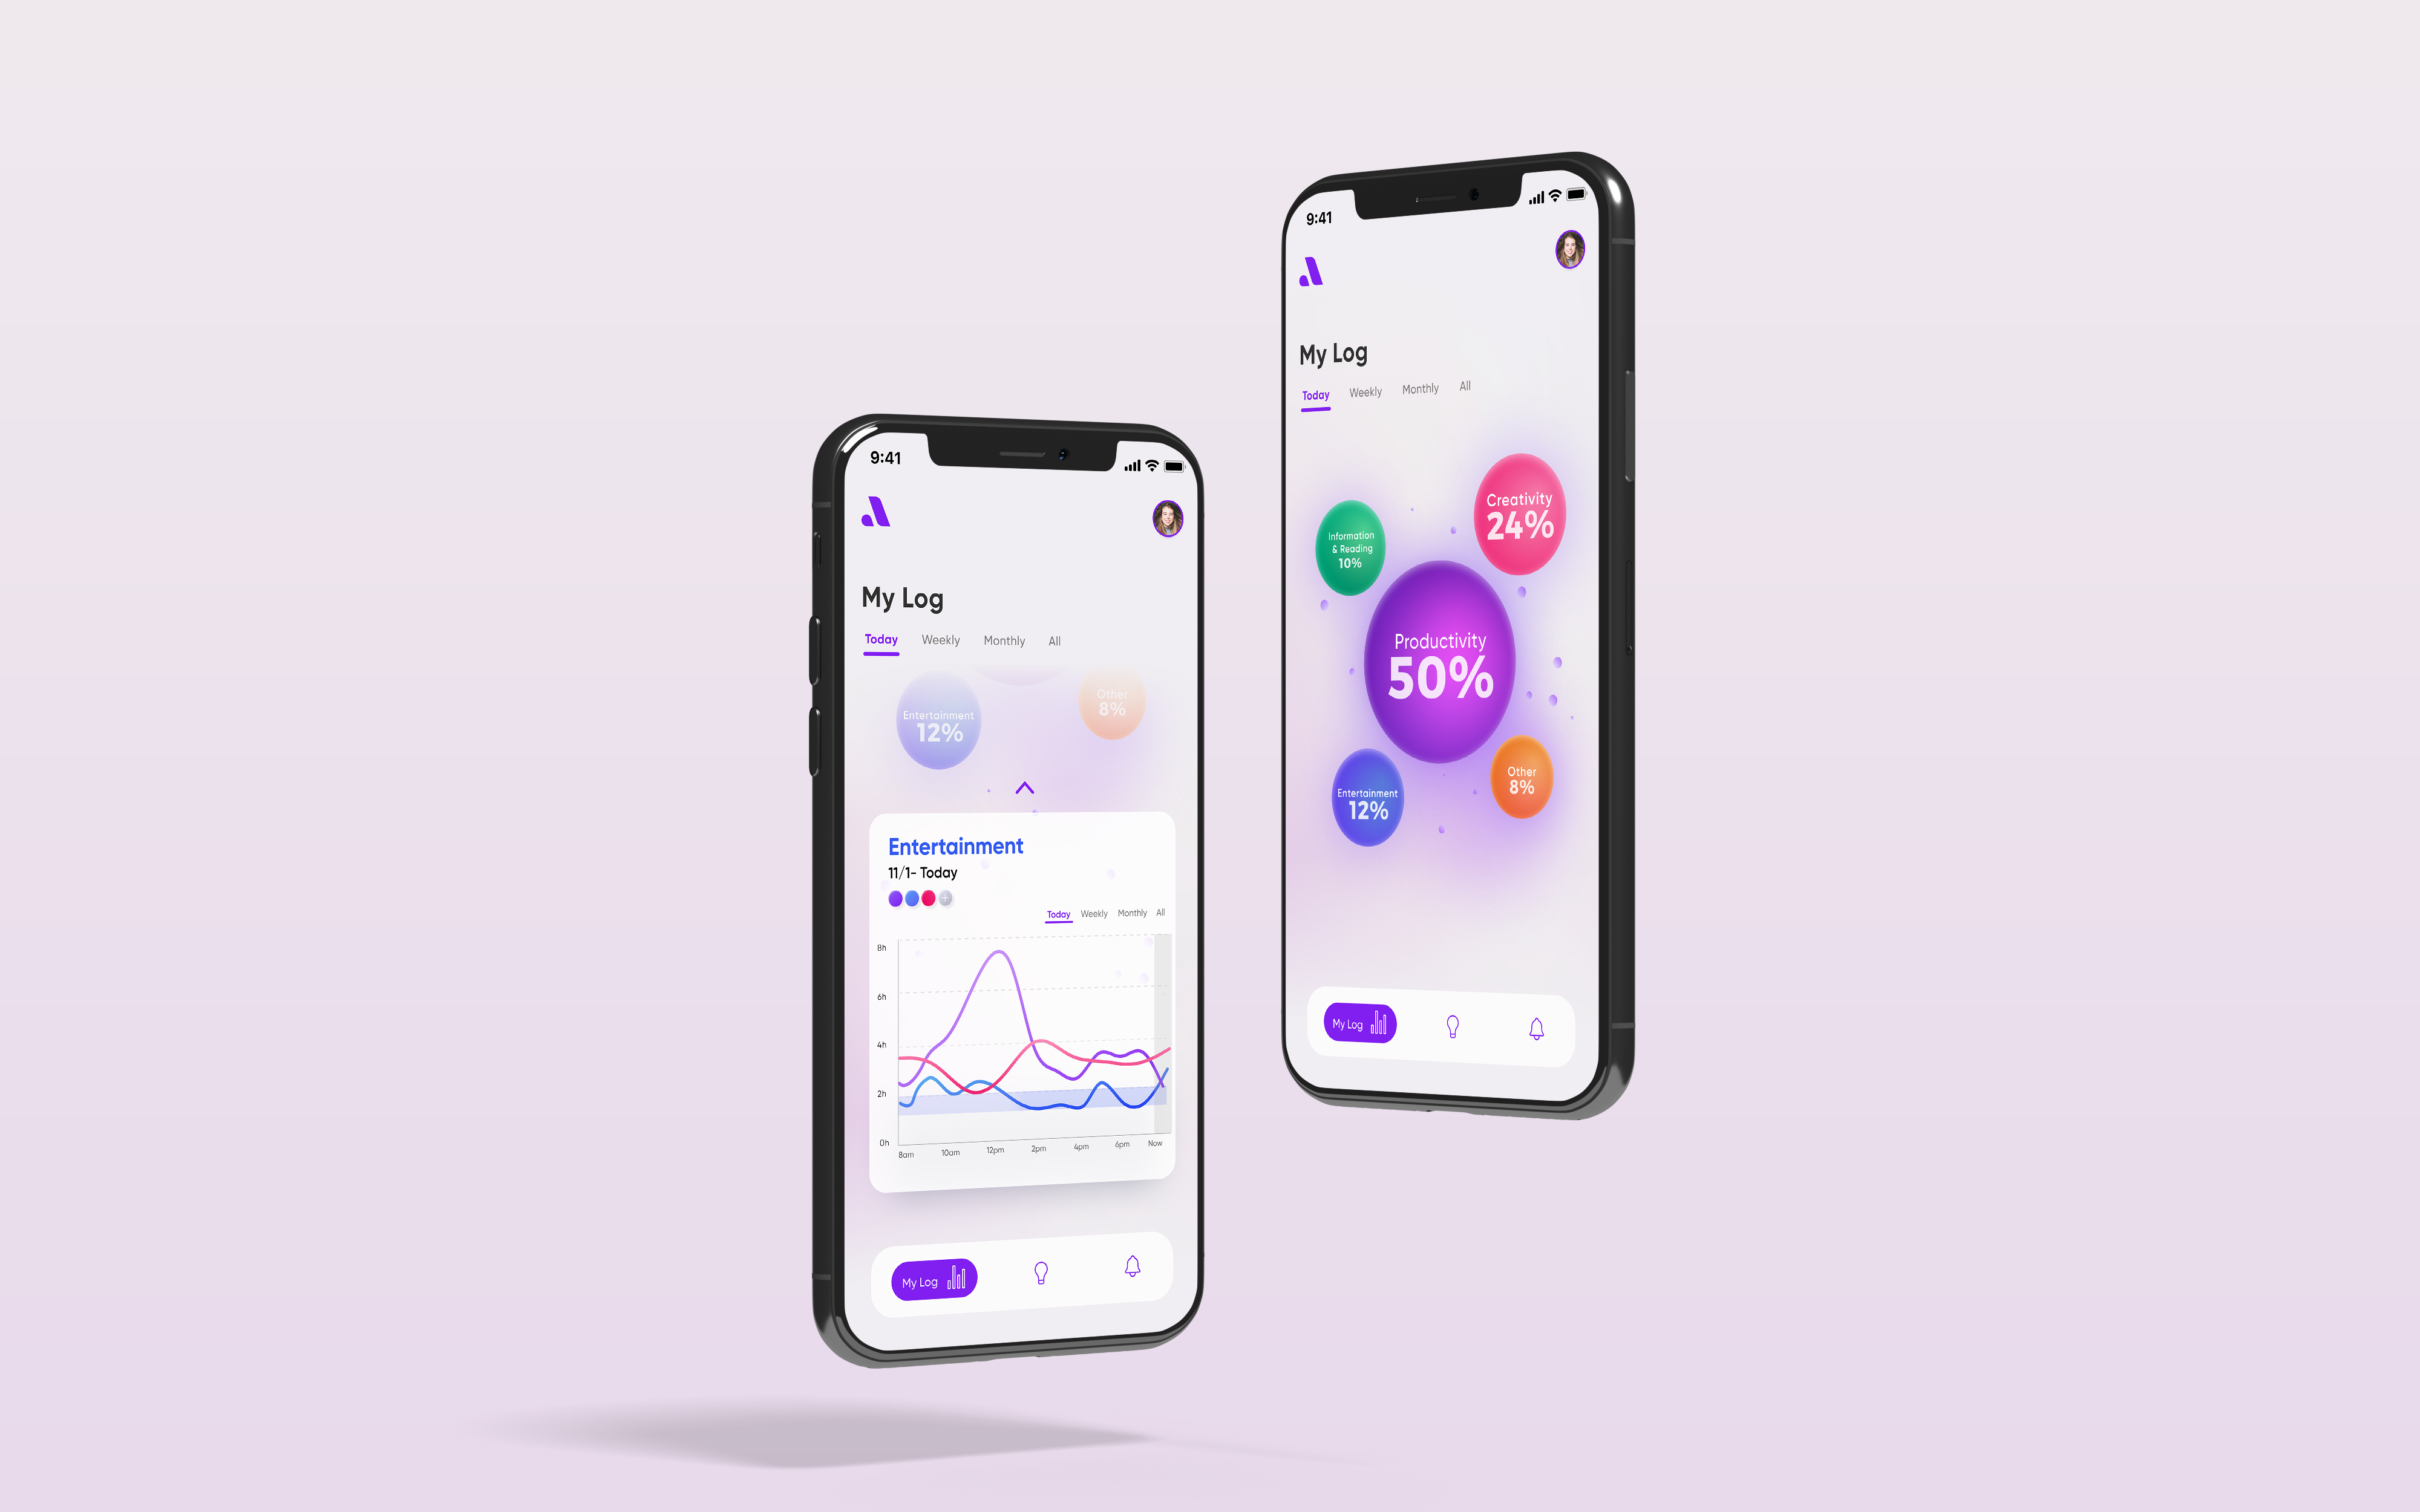 9:41
My Log
Today Weekly Monthly All
Entertainment
12%
Other
8%
Entertainment
11/1- Today
Today Weekly Monthly All
8h
6h
4h
2h
0h
8am 10am 12pm 2pm 4pm 6pm Now
My Log
9:41
My Log
Today Weekly Monthly All
Creativity
24%
Information
& Reading
10%
Productivity
50%
Other
8%
Entertainment
12%
My Log